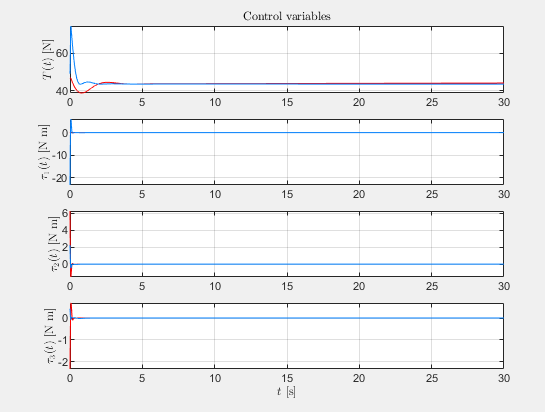 Control variables
T(t) [N]
60
40
0 5 10 15 20 25 30
τ₁(t) [N m]
0
-10
-20
0 5 10 15 20 25 30
τ₂(t) [N m]
6
4
2
0
0 5 10 15 20 25 30
τ₃(t) [N m]
0
-1
-2
0 5 10 15 20 25 30
t [s]